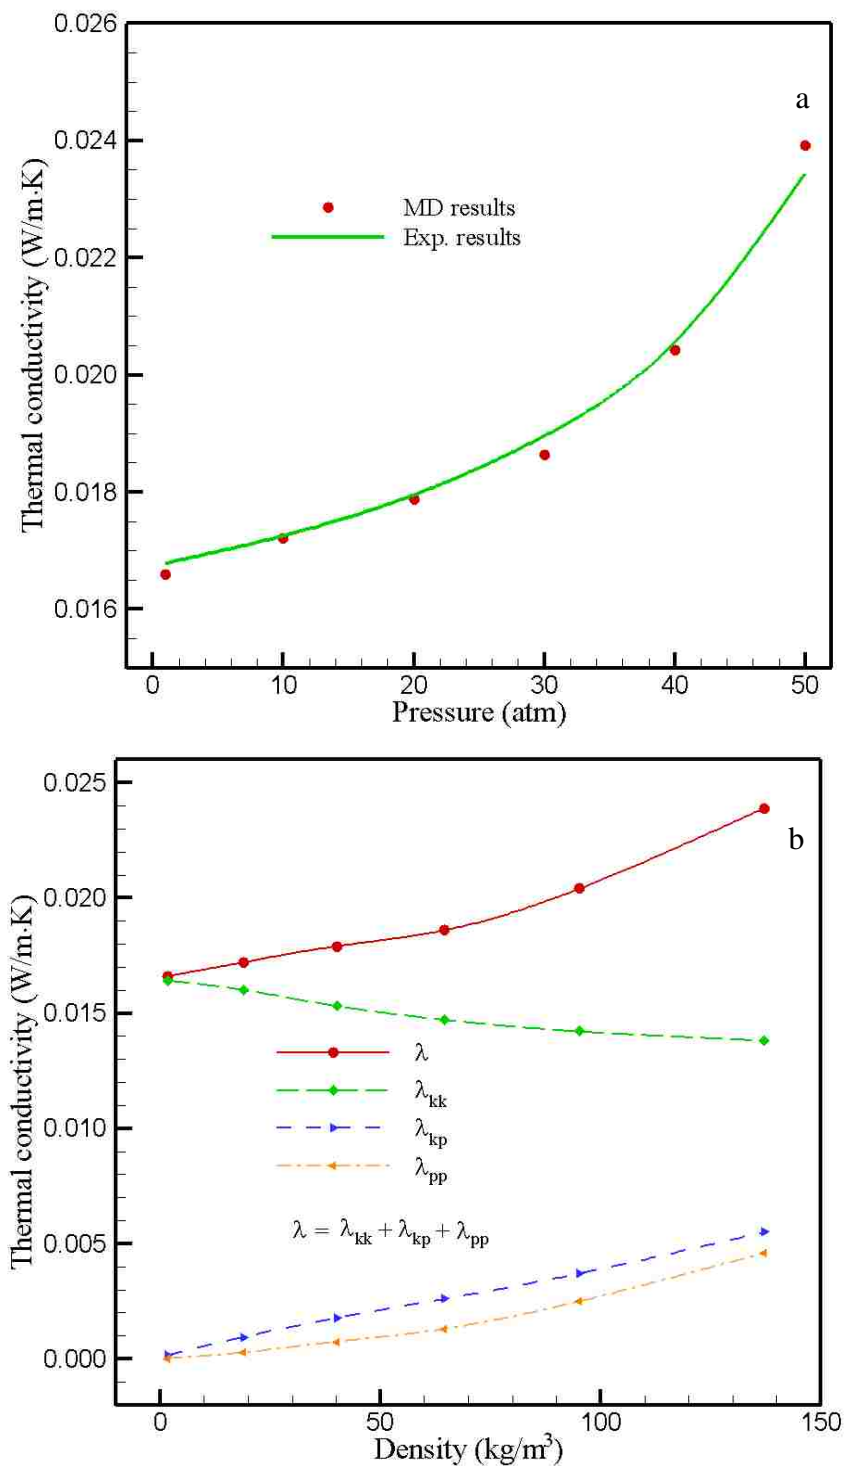 0.026
a
0.024
MD results
Exp. results
0.022
0.020
0.018
0.016
Thermal conductivity (W/m·K)
0 10 20 30 40 50
Pressure (atm)
0.025
b
0.020
0.015
λ
λkk
0.010
λkp
λpp
λ = λkk + λkp + λpp
0.005
0.000
Thermal conductivity (W/m·K)
0 50 100 150
Density (kg/m³)